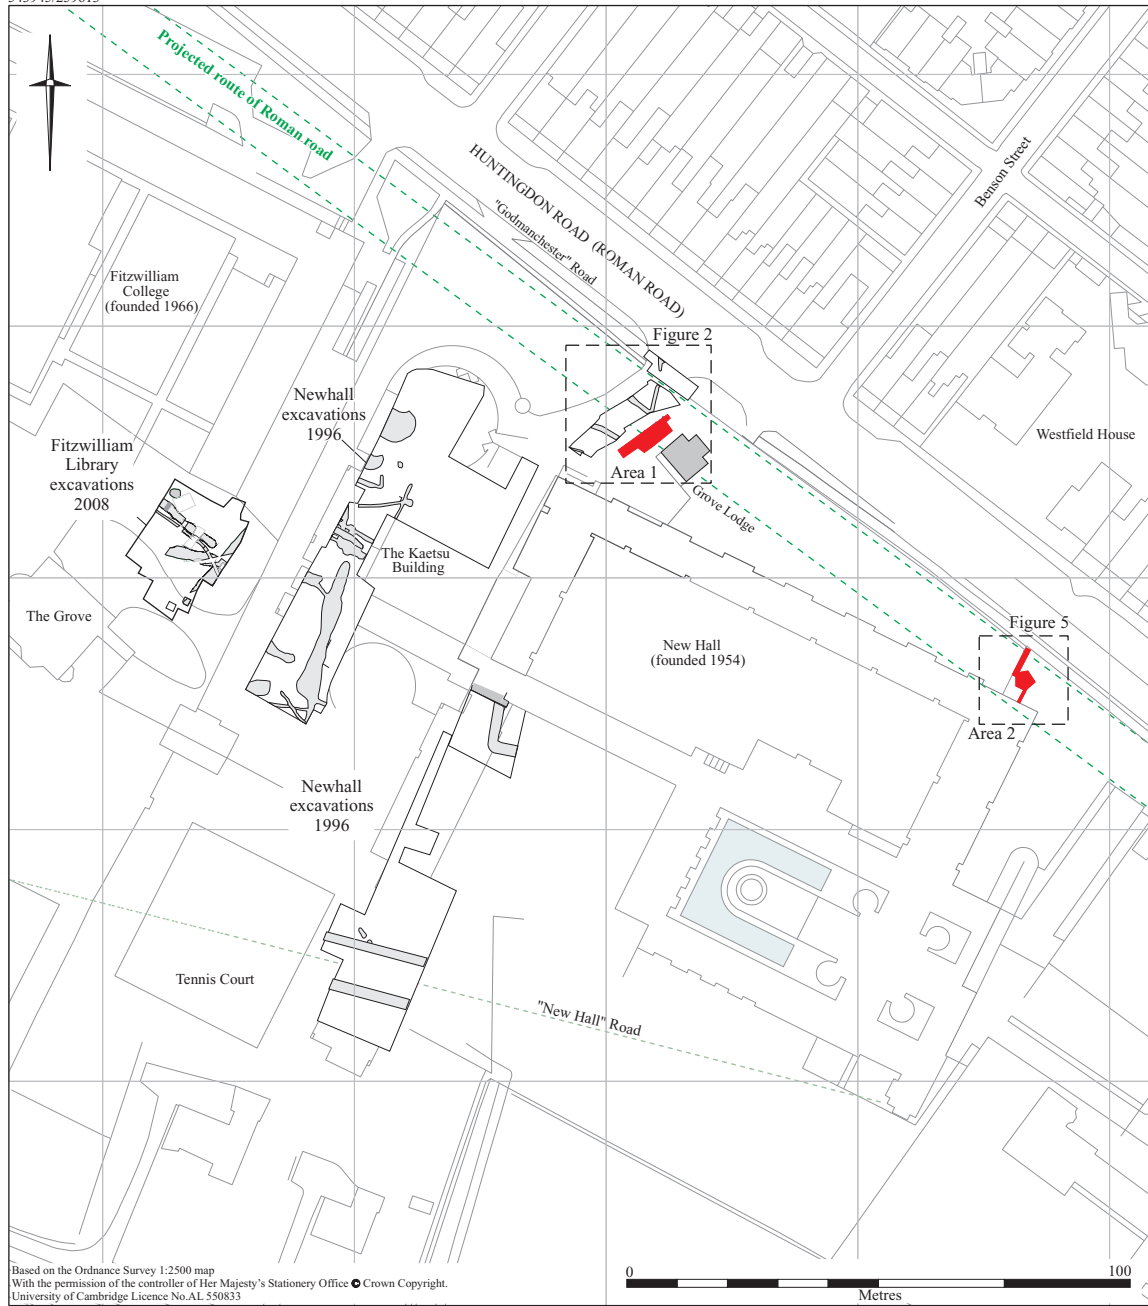 Projected route of Roman road
HUNTINGDON ROAD (ROMAN ROAD)
"Godmanchester" Road
Benson Street
Fitzwilliam
College
(founded 1966)
Figure 2
Newhall
excavations
1996
Westfield House
Fitzwilliam
Library
excavations
2008
Area 1
Grove Lodge
The Kaetsu
Building
The Grove
Figure 5
New Hall
(founded 1954)
Area 2
Newhall
excavations
1996
Tennis Court
"New Hall" Road
Based on the Ordnance Survey 1:2500 map
With the permission of the controller of Her Majesty's Stationery Office © Crown Copyright.
University of Cambridge Licence No.AL 550833
0
100
Metres